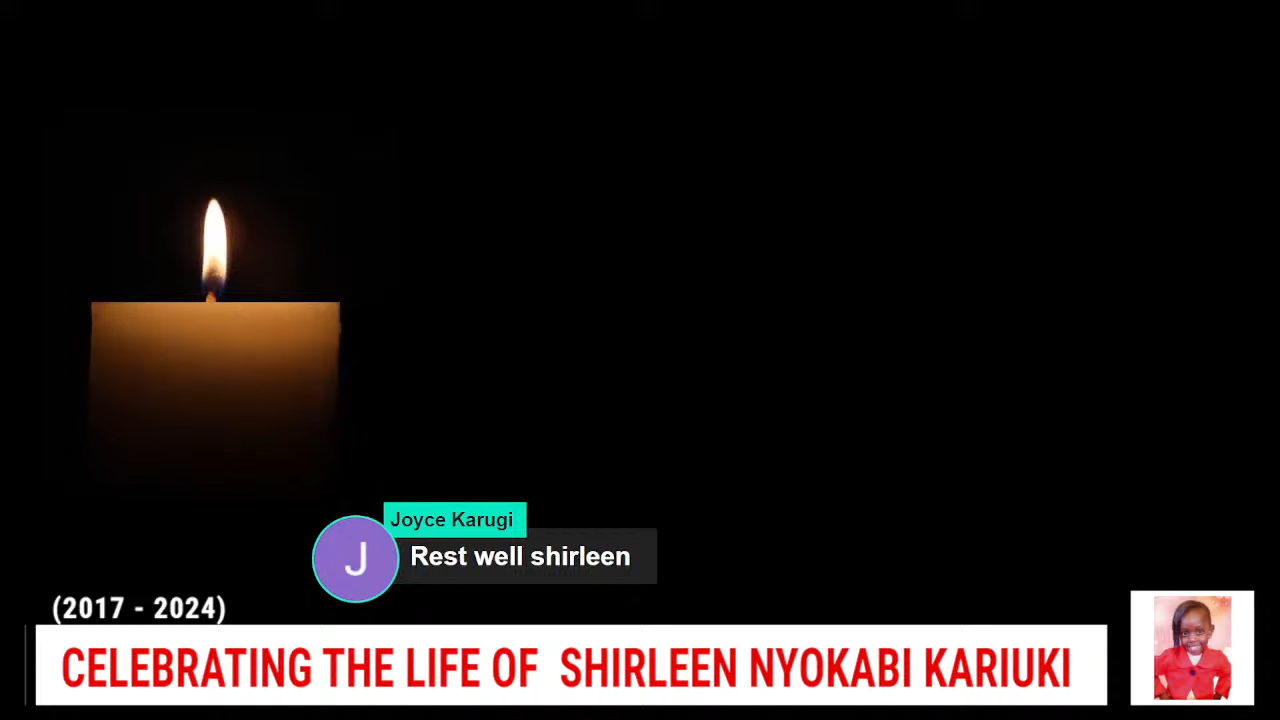 Joyce Karugi
J
Rest well shirleen
(2017 - 2024)
CELEBRATING THE LIFE OF SHIRLEEN NYOKABI KARIUKI